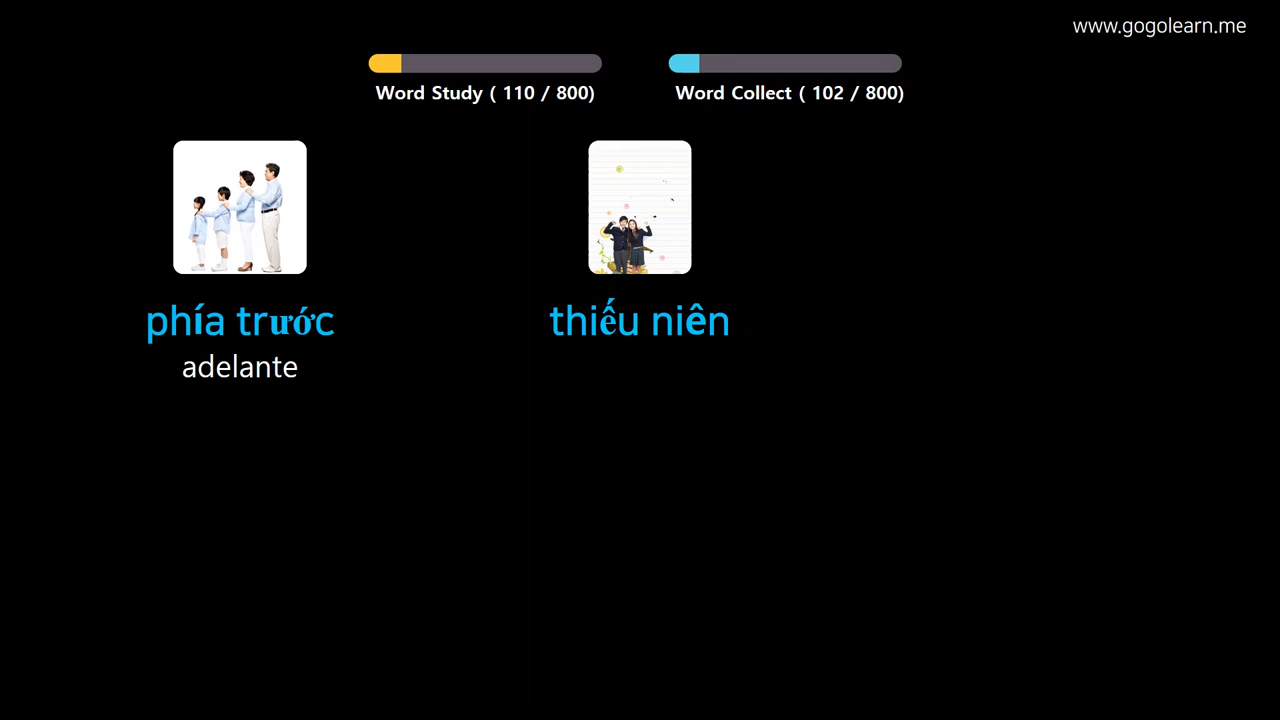 www.gogolearn.me
Word Study ( 110 / 800)
Word Collect ( 102 / 800)
phía trước
thiếu niên
adelante